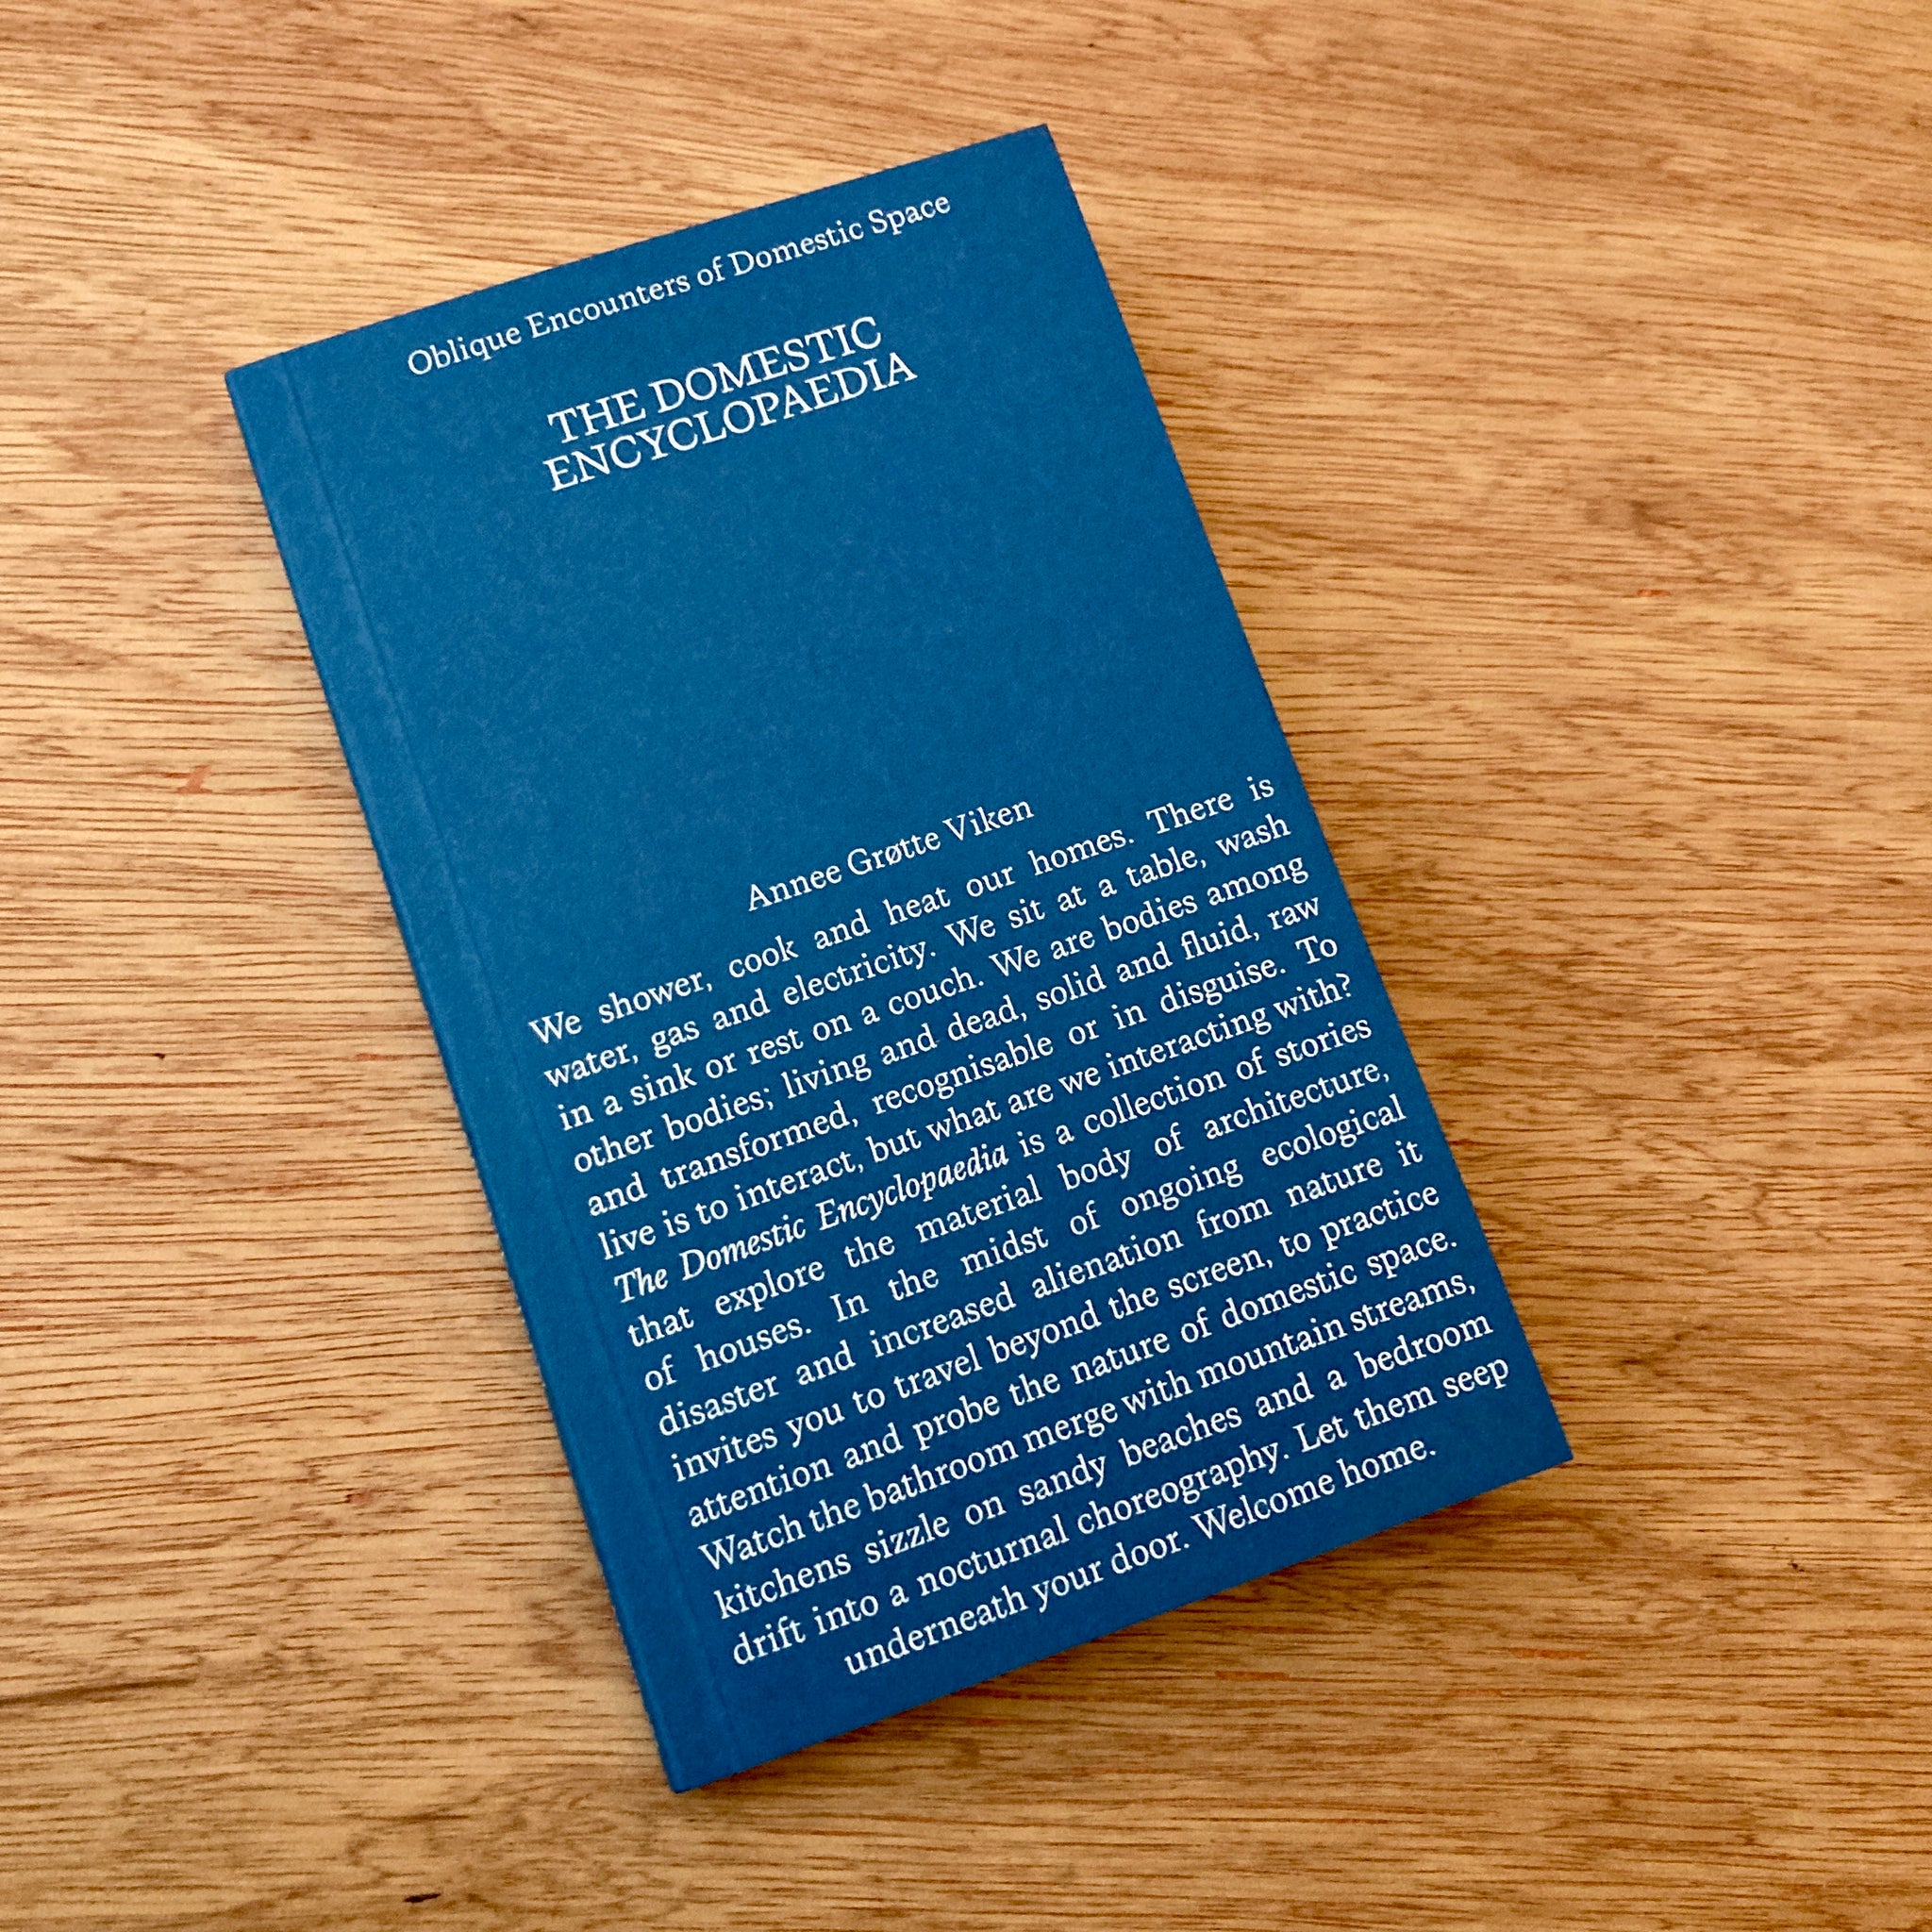 Oblique Encounters of Domestic Space
THE DOMESTIC
ENCYCLOPAEDIA
Annee Grøtte Viken
We shower, cook and heat our homes. There is
water, gas and electricity. We sit at a table, wash
in a sink or rest on a couch. We are bodies among
other bodies; living and dead, solid and fluid, raw
and transformed, recognisable or in disguise. To
live is to interact, but what are we interacting with?
The Domestic Encyclopaedia is a collection of stories
that explore the material body of architecture,
of houses. In the midst of ongoing ecological
disaster and increased alienation from nature it
invites you to travel beyond the screen, to practice
attention and probe the nature of domestic space.
Watch the bathroom merge with mountain streams,
kitchens sizzle on sandy beaches and a bedroom
drift into a nocturnal choreography. Let them seep
underneath your door. Welcome home.